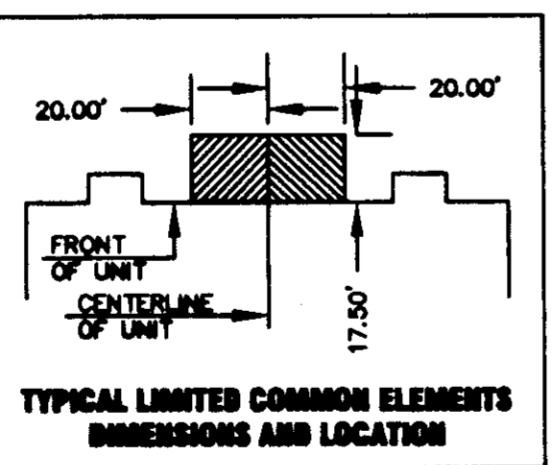 20.00'
20.00'
FRONT
OF UNIT
CENTERLINE
OF UNIT
17.50'
TYPICAL LIMITED COMMON ELEMENTS
DIMENSIONS AND LOCATION